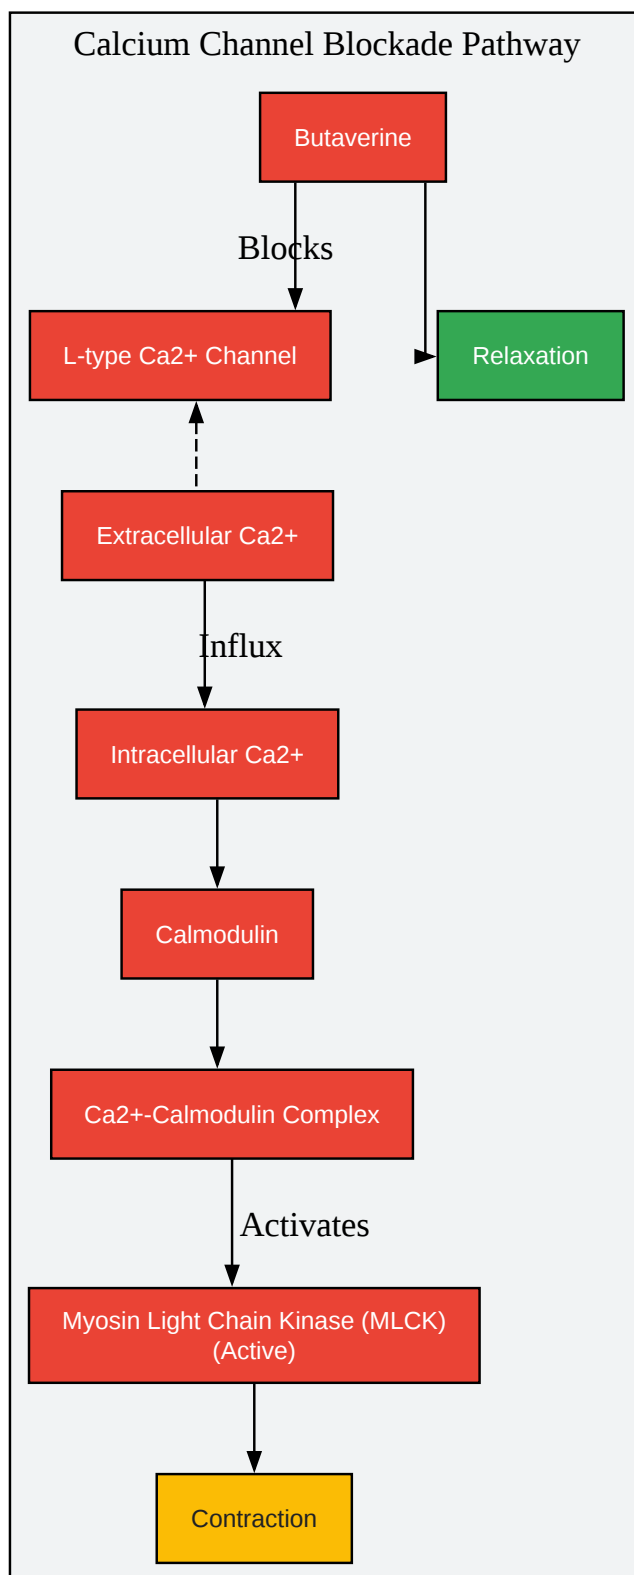 Calcium Channel Blockade Pathway
Butaverine
Blocks
L-type Ca2+ Channel
Relaxation
Extracellular Ca2+
Influx
Intracellular Ca2+
Calmodulin
Ca2+-Calmodulin Complex
Activates
Myosin Light Chain Kinase (MLCK)
(Active)
Contraction